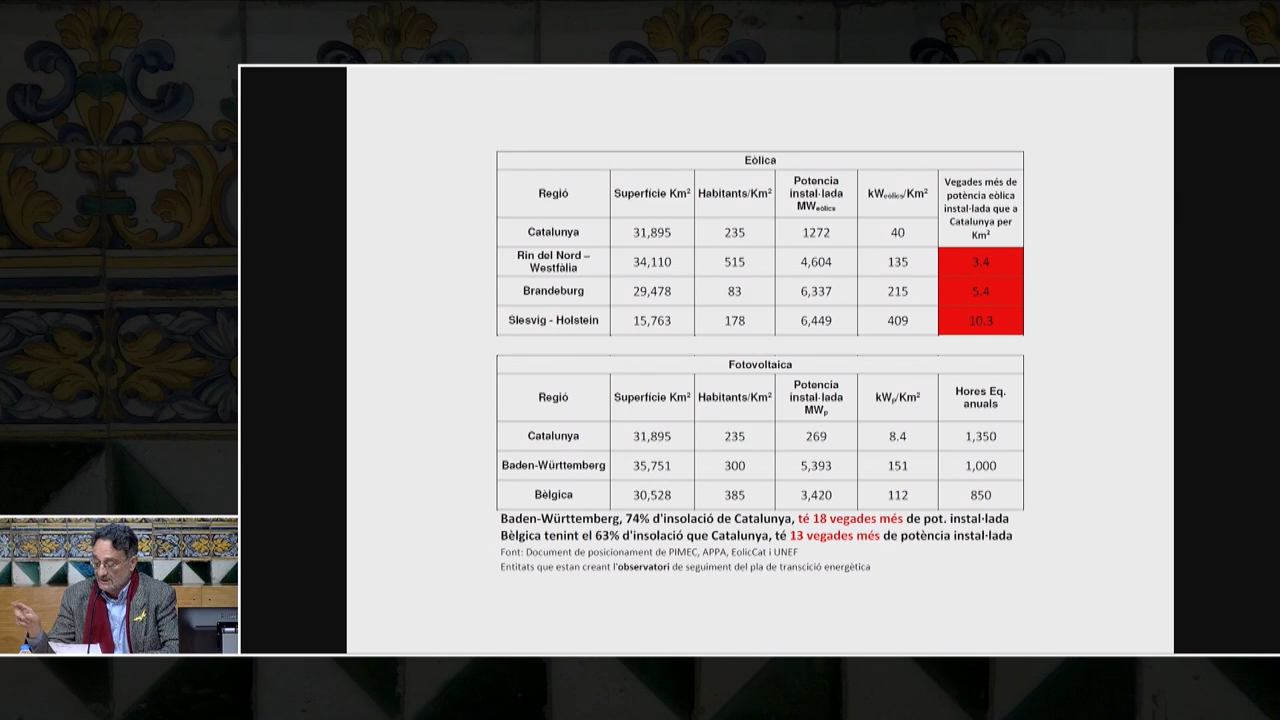 Eòlica
Regió Superfície Km² Habitants/Km² Potencia instal·lada MWeòlics kWeòlics/Km² Vegades més de potència eòlica instal·lada que a Catalunya per Km²
Catalunya 31,895 235 1272 40
Rin del Nord – Westfàlia 34,110 515 4,604 135 3.4
Brandeburg 29,478 83 6,337 215 5.4
Slesvig - Holstein 15,763 178 6,449 409 10.3
Fotovoltaica
Regió Superfície Km² Habitants/Km² Potencia instal·lada MWp kWp/Km² Hores Eq. anuals
Catalunya 31,895 235 269 8.4 1,350
Baden-Württemberg 35,751 300 5,393 151 1,000
Bèlgica 30,528 385 3,420 112 850
Baden-Württemberg, 74% d'insolació de Catalunya, té 18 vegades més de pot. instal·lada
Bèlgica tenint el 63% d'insolació que Catalunya, té 13 vegades més de potència instal·lada
Font: Document de posicionament de PIMEC, APPA, EolicCat i UNEF
Entitats que estan creant l'observatori de seguiment del pla de transcició energètica